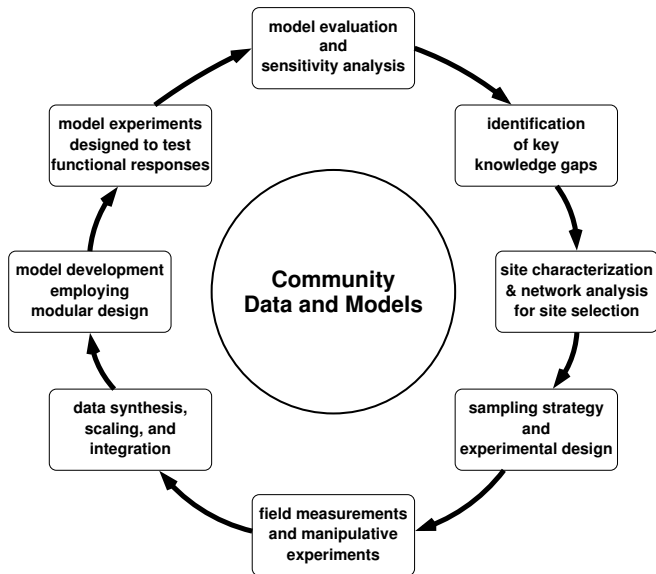 model evaluation
and
sensitivity analysis
identification
of key
knowledge gaps
site characterization
& network analysis
for site selection
sampling strategy
and
experimental design
field measurements
and manipulative
experiments
data synthesis,
scaling, and
integration
model development
employing
modular design
model experiments
designed to test
functional responses
Community
Data and Models